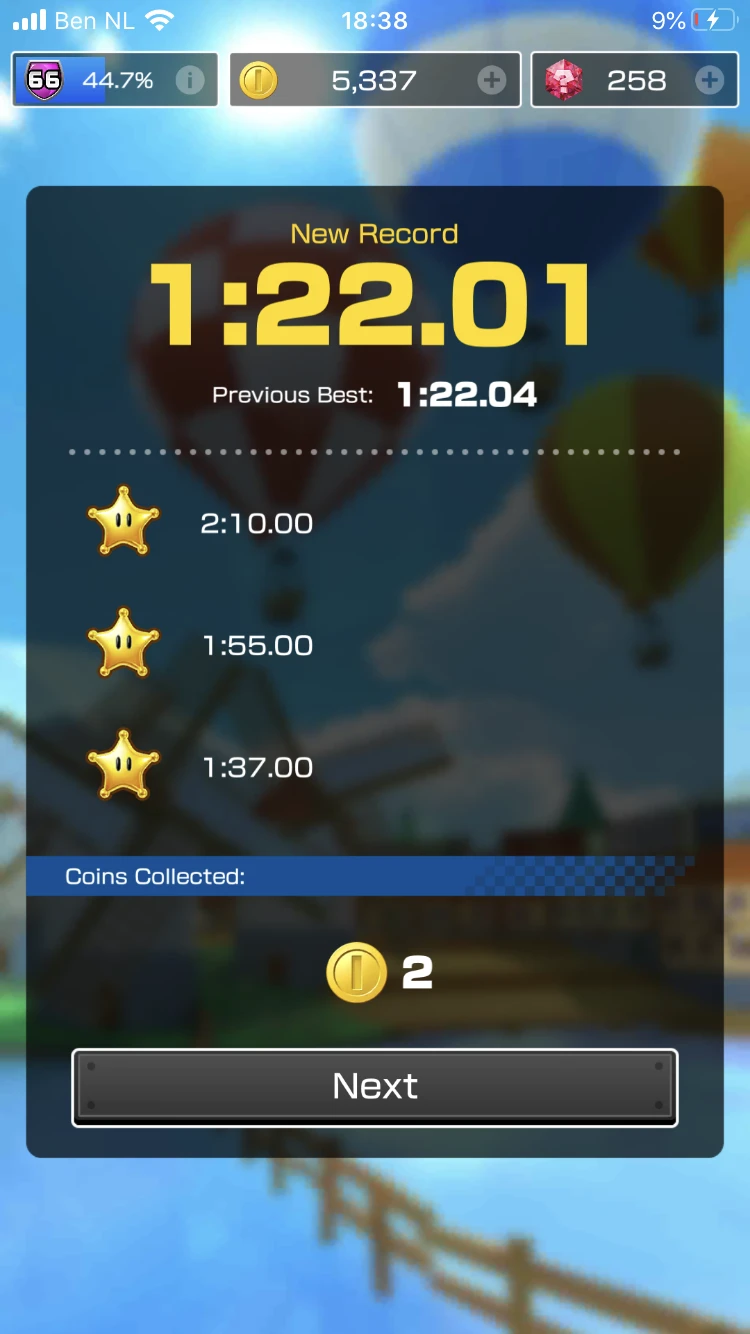 Ben NL 18:38 9%
66 44.7% i 5,337 + 258 +
New Record
1:22.01
Previous Best: 1:22.04
2:10.00
1:55.00
1:37.00
Coins Collected:
2
Next